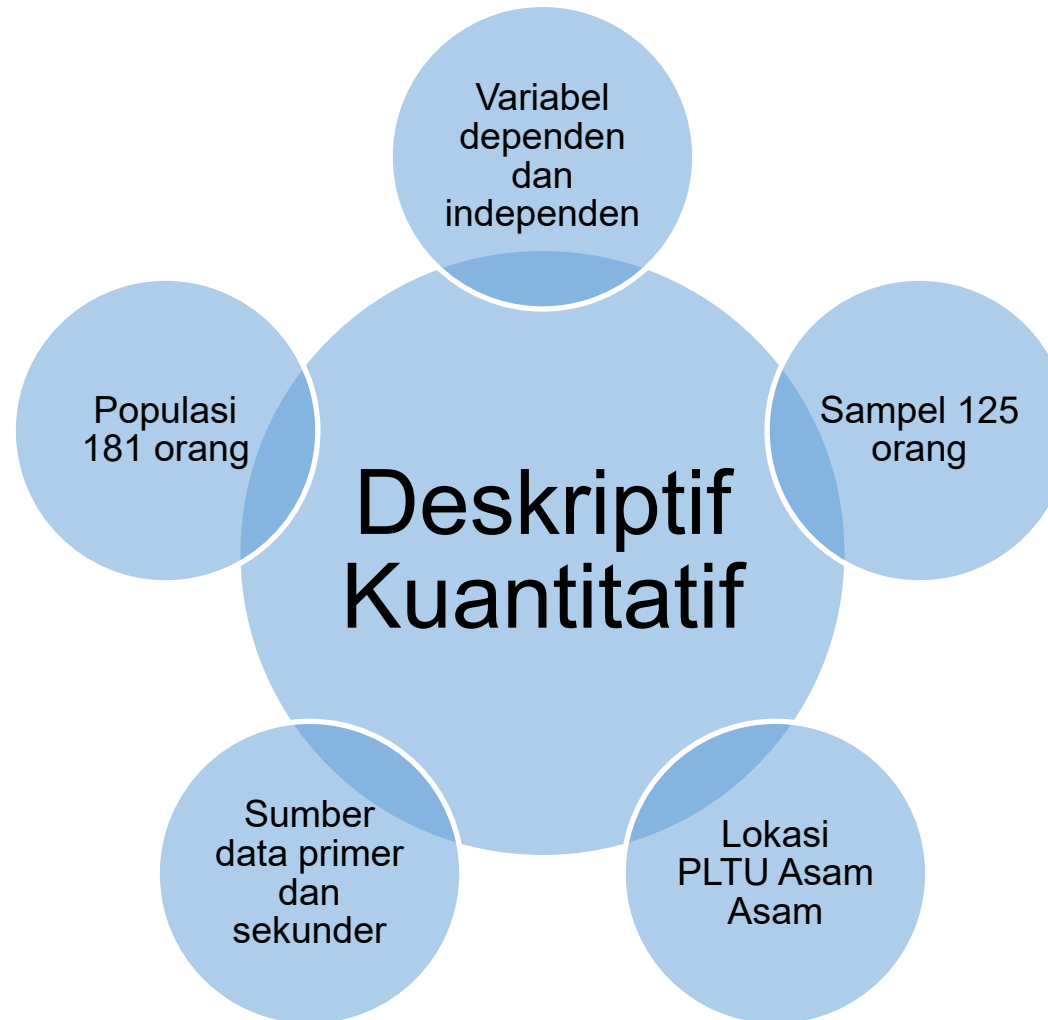 Variabel
dependen
dan
independen
Populasi
181 orang
Sampel 125
orang
Deskriptif
Kuantitatif
Sumber
data primer
dan
sekunder
Lokasi
PLTU Asam
Asam